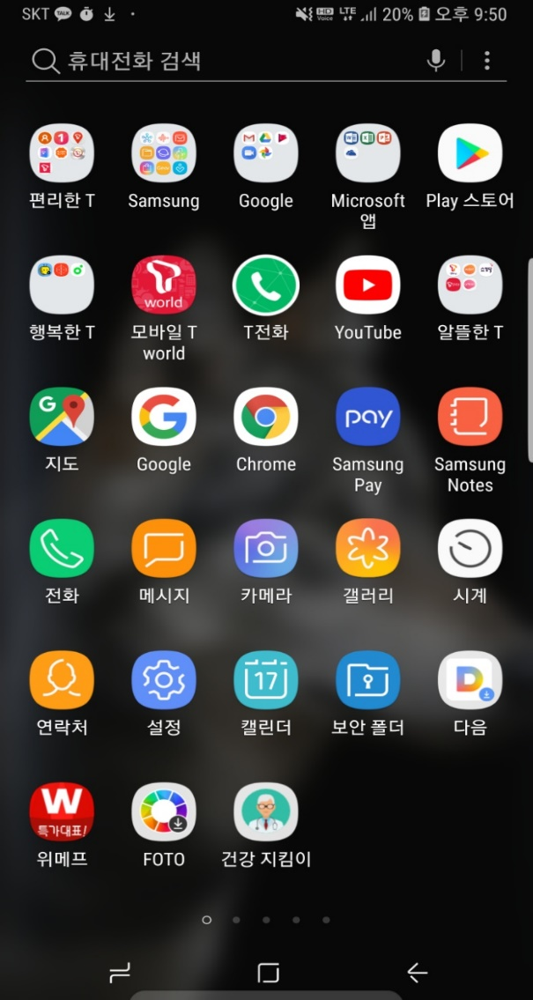 SKT TALK HD Voice LTE 20% 오후 9:50
휴대전화 검색
편리한 T
Samsung
Google
Microsoft 앱
Play 스토어
world
행복한 T
모바일 T world
T전화
YouTube
알뜰한 T
G
G
pay
지도
Google
Chrome
Samsung Pay
Samsung Notes
전화
메시지
카메라
갤러리
시계
17
D
연락처
설정
캘린더
보안 폴더
다음
W
특가대표!
위메프
FOTO
건강 지킴이